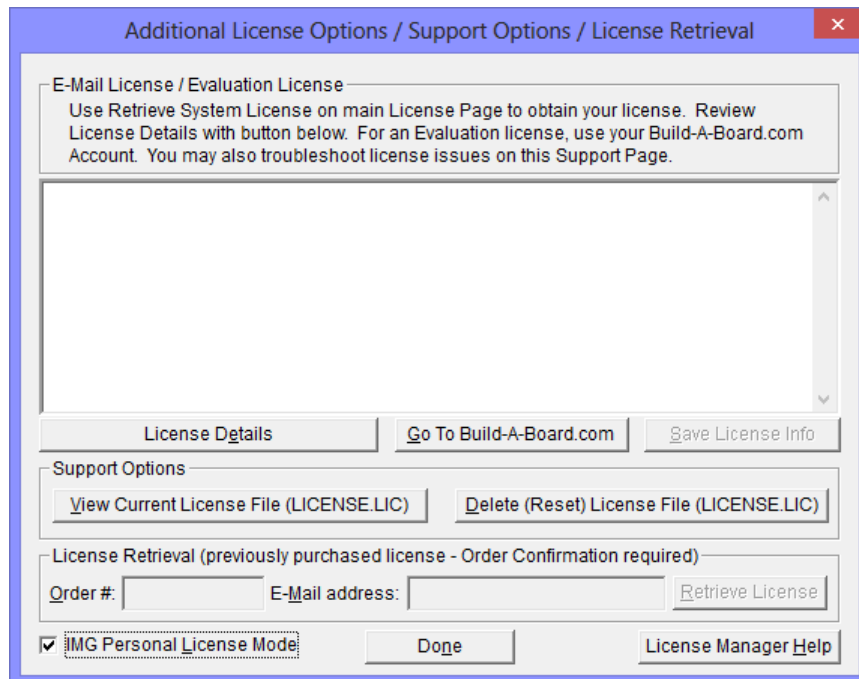 Additional License Options / Support Options / License Retrieval
E-Mail License / Evaluation License
Use Retrieve System License on main License Page to obtain your license. Review
License Details with button below. For an Evaluation license, use your Build-A-Board.com
Account. You may also troubleshoot license issues on this Support Page.
License Details Go To Build-A-Board.com Save License Info
Support Options
View Current License File (LICENSE.LIC) Delete (Reset) License File (LICENSE.LIC)
License Retrieval (previously purchased license - Order Confirmation required)
Order #: E-Mail address: Retrieve License
IMG Personal License Mode Done License Manager Help